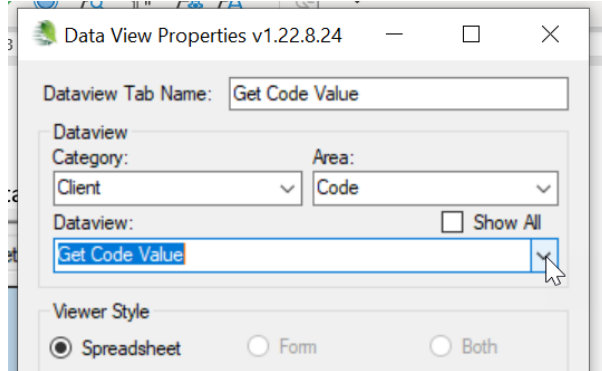 Data View Properties v1.22.8.24
Dataview Tab Name: Get Code Value
Dataview
Category: Area:
Client Code
Dataview: Show All
Get Code Value
Viewer Style
Spreadsheet Form Both